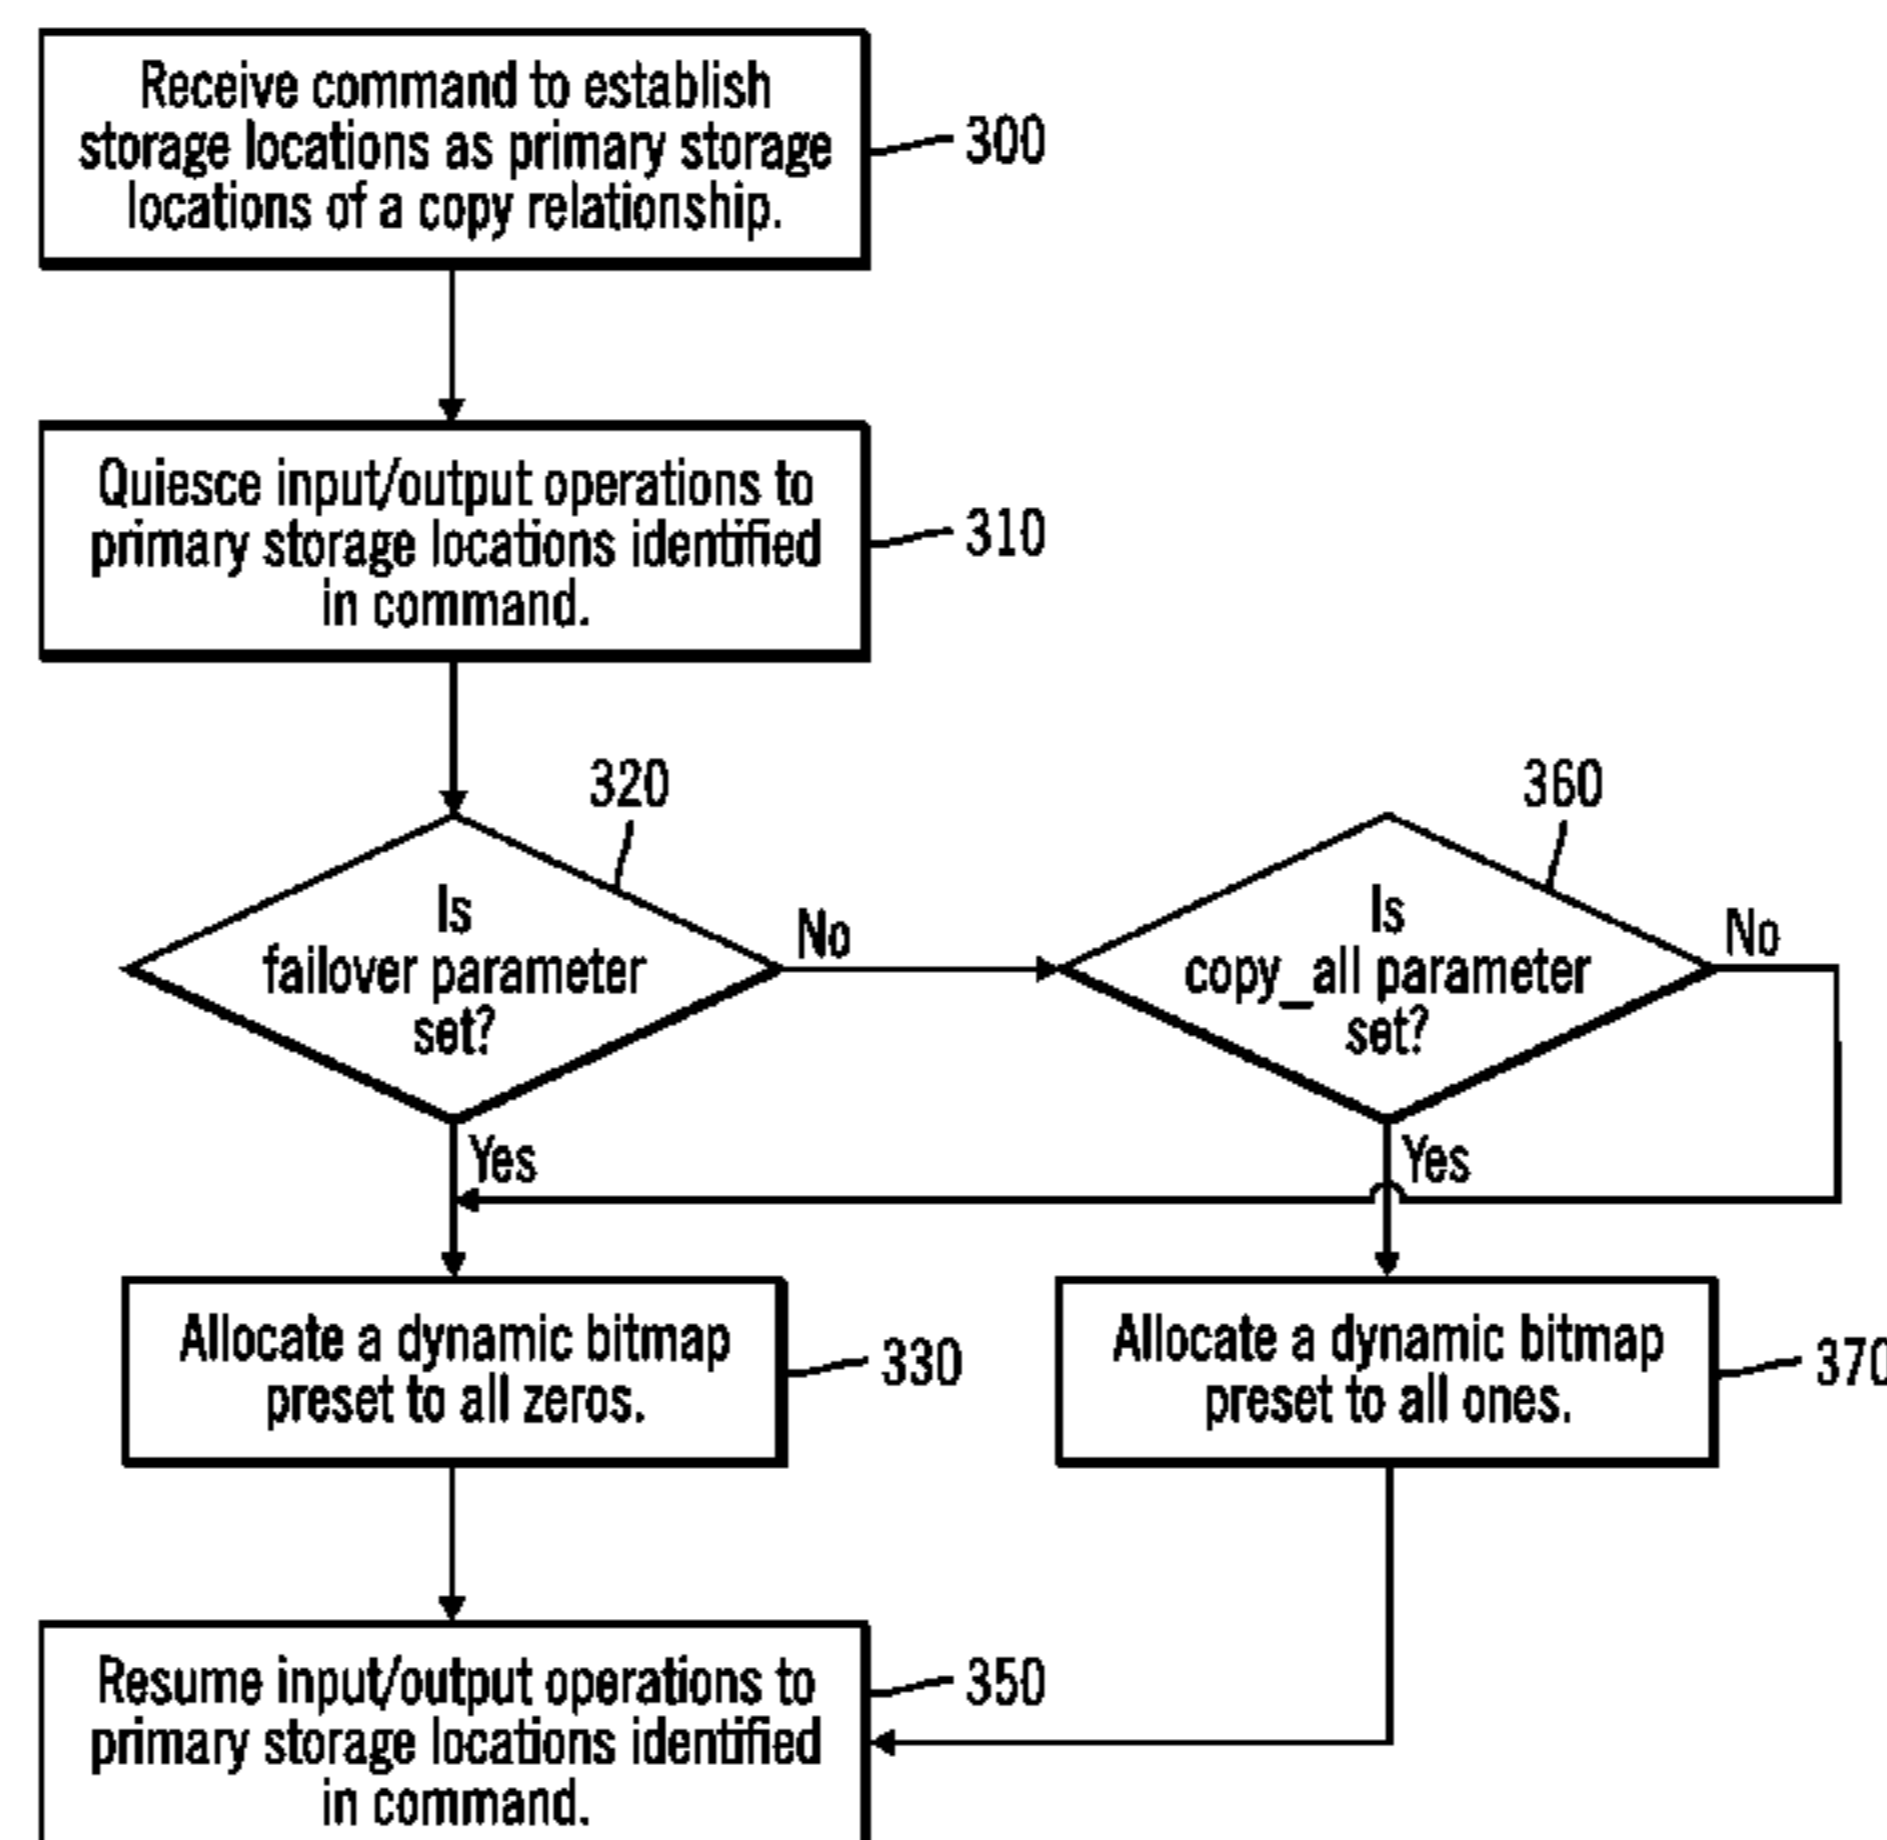 Receive command to establish
storage locations as primary storage
locations of a copy relationship.
300
Quiesce input/output operations to
primary storage locations identified
in command.
310
320
360
Is
failover parameter
set?
No
Is
copy_all parameter
set?
No
Yes
Yes
Allocate a dynamic bitmap
preset to all zeros.
330
Allocate a dynamic bitmap
preset to all ones.
370
Resume input/output operations to
primary storage locations identified
in command.
350